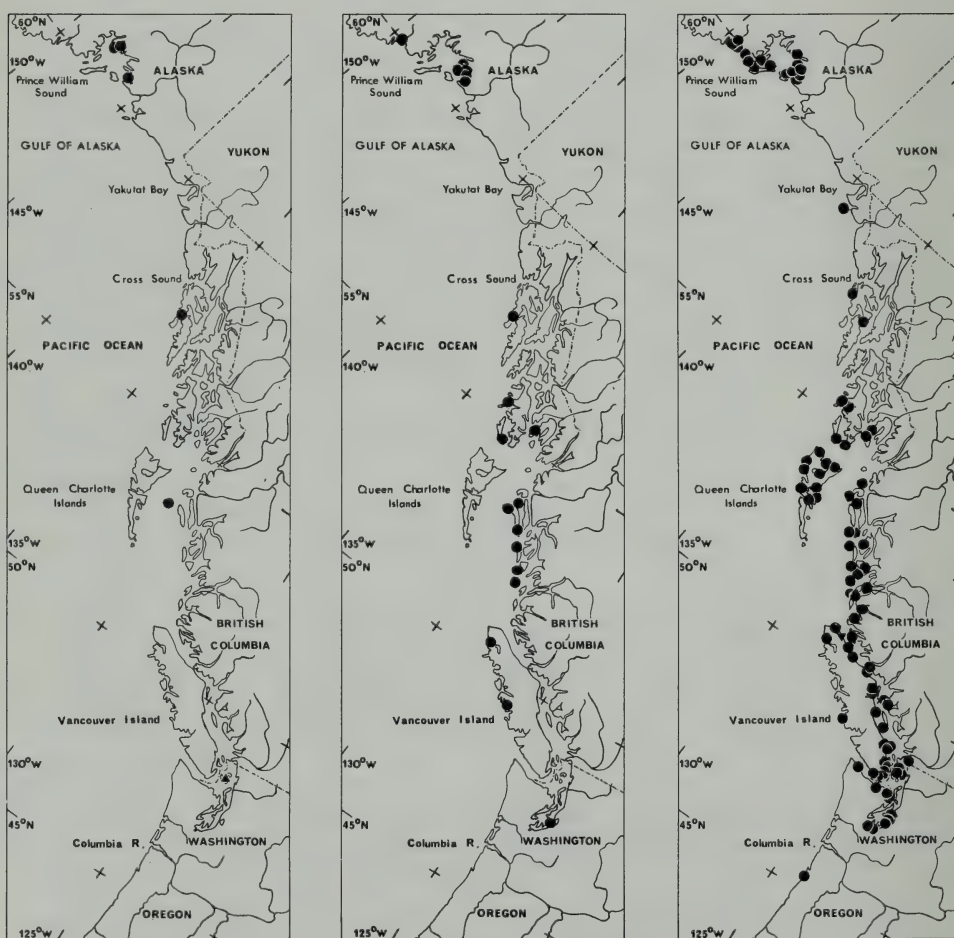 60°N
150°W
ALASKA
Prince William
Sound
GULF OF ALASKA
YUKON
Yakutat Bay
145°W
Cross Sound
55°N
PACIFIC OCEAN
140°W
Queen Charlotte
Islands
135°W
50°N
BRITISH
COLUMBIA
Vancouver Island
130°W
45°N
Columbia R.
WASHINGTON
OREGON
125°W
60°N
150°W
ALASKA
Prince William
Sound
GULF OF ALASKA
YUKON
Yakutat Bay
145°W
Cross Sound
55°N
PACIFIC OCEAN
140°W
Queen Charlotte
Islands
135°W
50°N
BRITISH
COLUMBIA
Vancouver Island
130°W
45°N
Columbia R.
WASHINGTON
OREGON
125°W
60°N
150°W
ALASKA
Prince William
Sound
GULF OF ALASKA
YUKON
Yakutat Bay
145°W
Cross Sound
55°N
PACIFIC OCEAN
140°W
Queen Charlotte
Islands
135°W
50°N
BRITISH
COLUMBIA
Vancouver Island
130°W
45°N
Columbia R.
WASHINGTON
OREGON
125°W